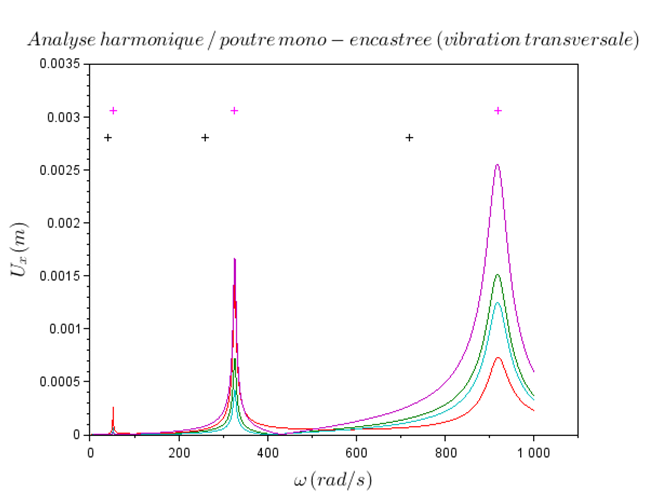 Analyse harmonique / poutre mono − encastree (vibration transversale)
0.0035
0.003
0.0025
0.002
0.0015
0.001
0.0005
0
U_x (m)
0 200 400 600 800 1 000
ω (rad/s)